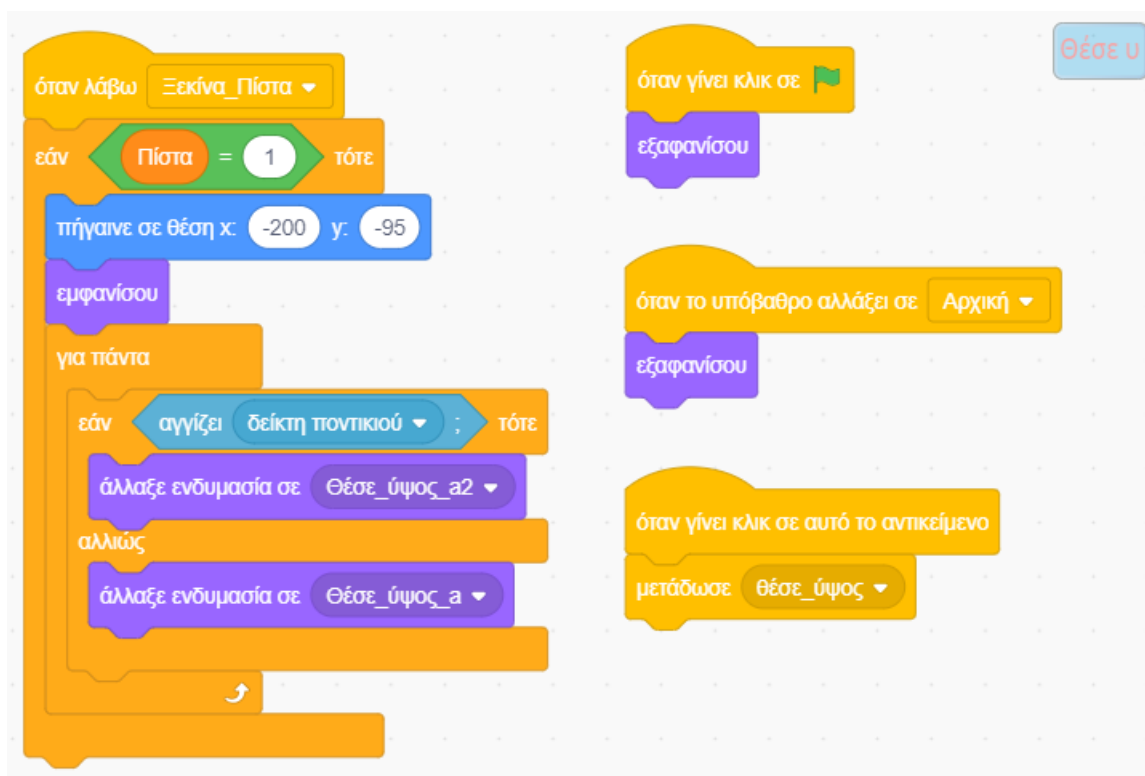 όταν λάβω Ξεκίνα_Πίστα
εάν Πίστα = 1 τότε
πήγαινε σε θέση x: -200 y: -95
εμφανίσου
για πάντα
εάν αγγίζει δείκτη ποντικιού ; τότε
άλλαξε ενδυμασία σε Θέσε_ύψος_a2
αλλιώς
άλλαξε ενδυμασία σε Θέσε_ύψος_a
όταν γίνει κλικ σε
εξαφανίσου
όταν το υπόβαθρο αλλάξει σε Αρχική
εξαφανίσου
όταν γίνει κλικ σε αυτό το αντικείμενο
μετάδωσε θέσε_ύψος
Θέσε υ